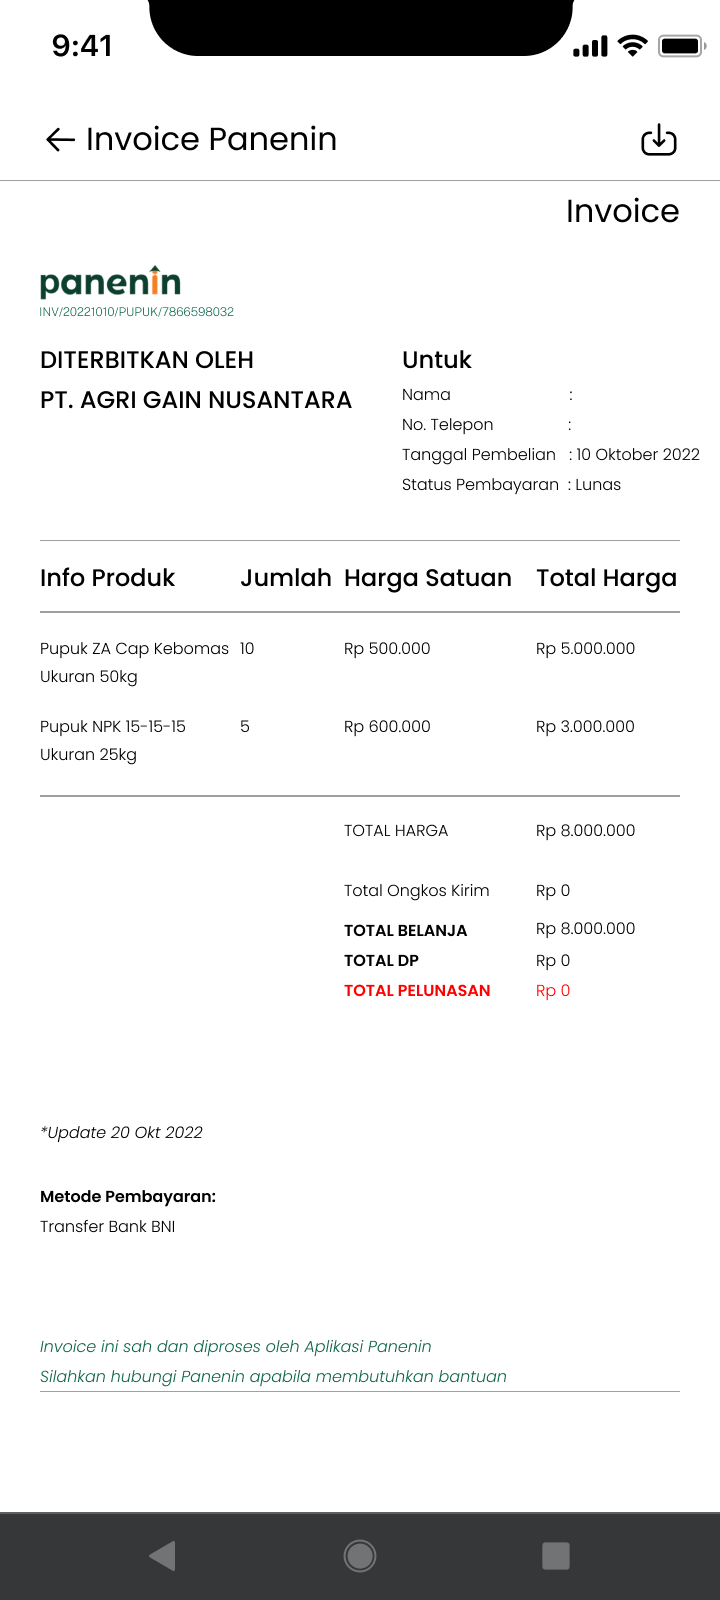 9:41
Invoice Panenin
Invoice
panenin
INV/20221010/PUPUK/7866598032
DITERBITKAN OLEH
PT. AGRI GAIN NUSANTARA
Untuk
Nama :
No. Telepon :
Tanggal Pembelian : 10 Oktober 2022
Status Pembayaran : Lunas
Info Produk Jumlah Harga Satuan Total Harga
Pupuk ZA Cap Kebomas 10 Rp 500.000 Rp 5.000.000
Ukuran 50kg
Pupuk NPK 15-15-15 5 Rp 600.000 Rp 3.000.000
Ukuran 25kg
TOTAL HARGA Rp 8.000.000
Total Ongkos Kirim Rp 0
TOTAL BELANJA Rp 8.000.000
TOTAL DP Rp 0
TOTAL PELUNASAN Rp 0
*Update 20 Okt 2022
Metode Pembayaran:
Transfer Bank BNI
Invoice ini sah dan diproses oleh Aplikasi Panenin
Silahkan hubungi Panenin apabila membutuhkan bantuan